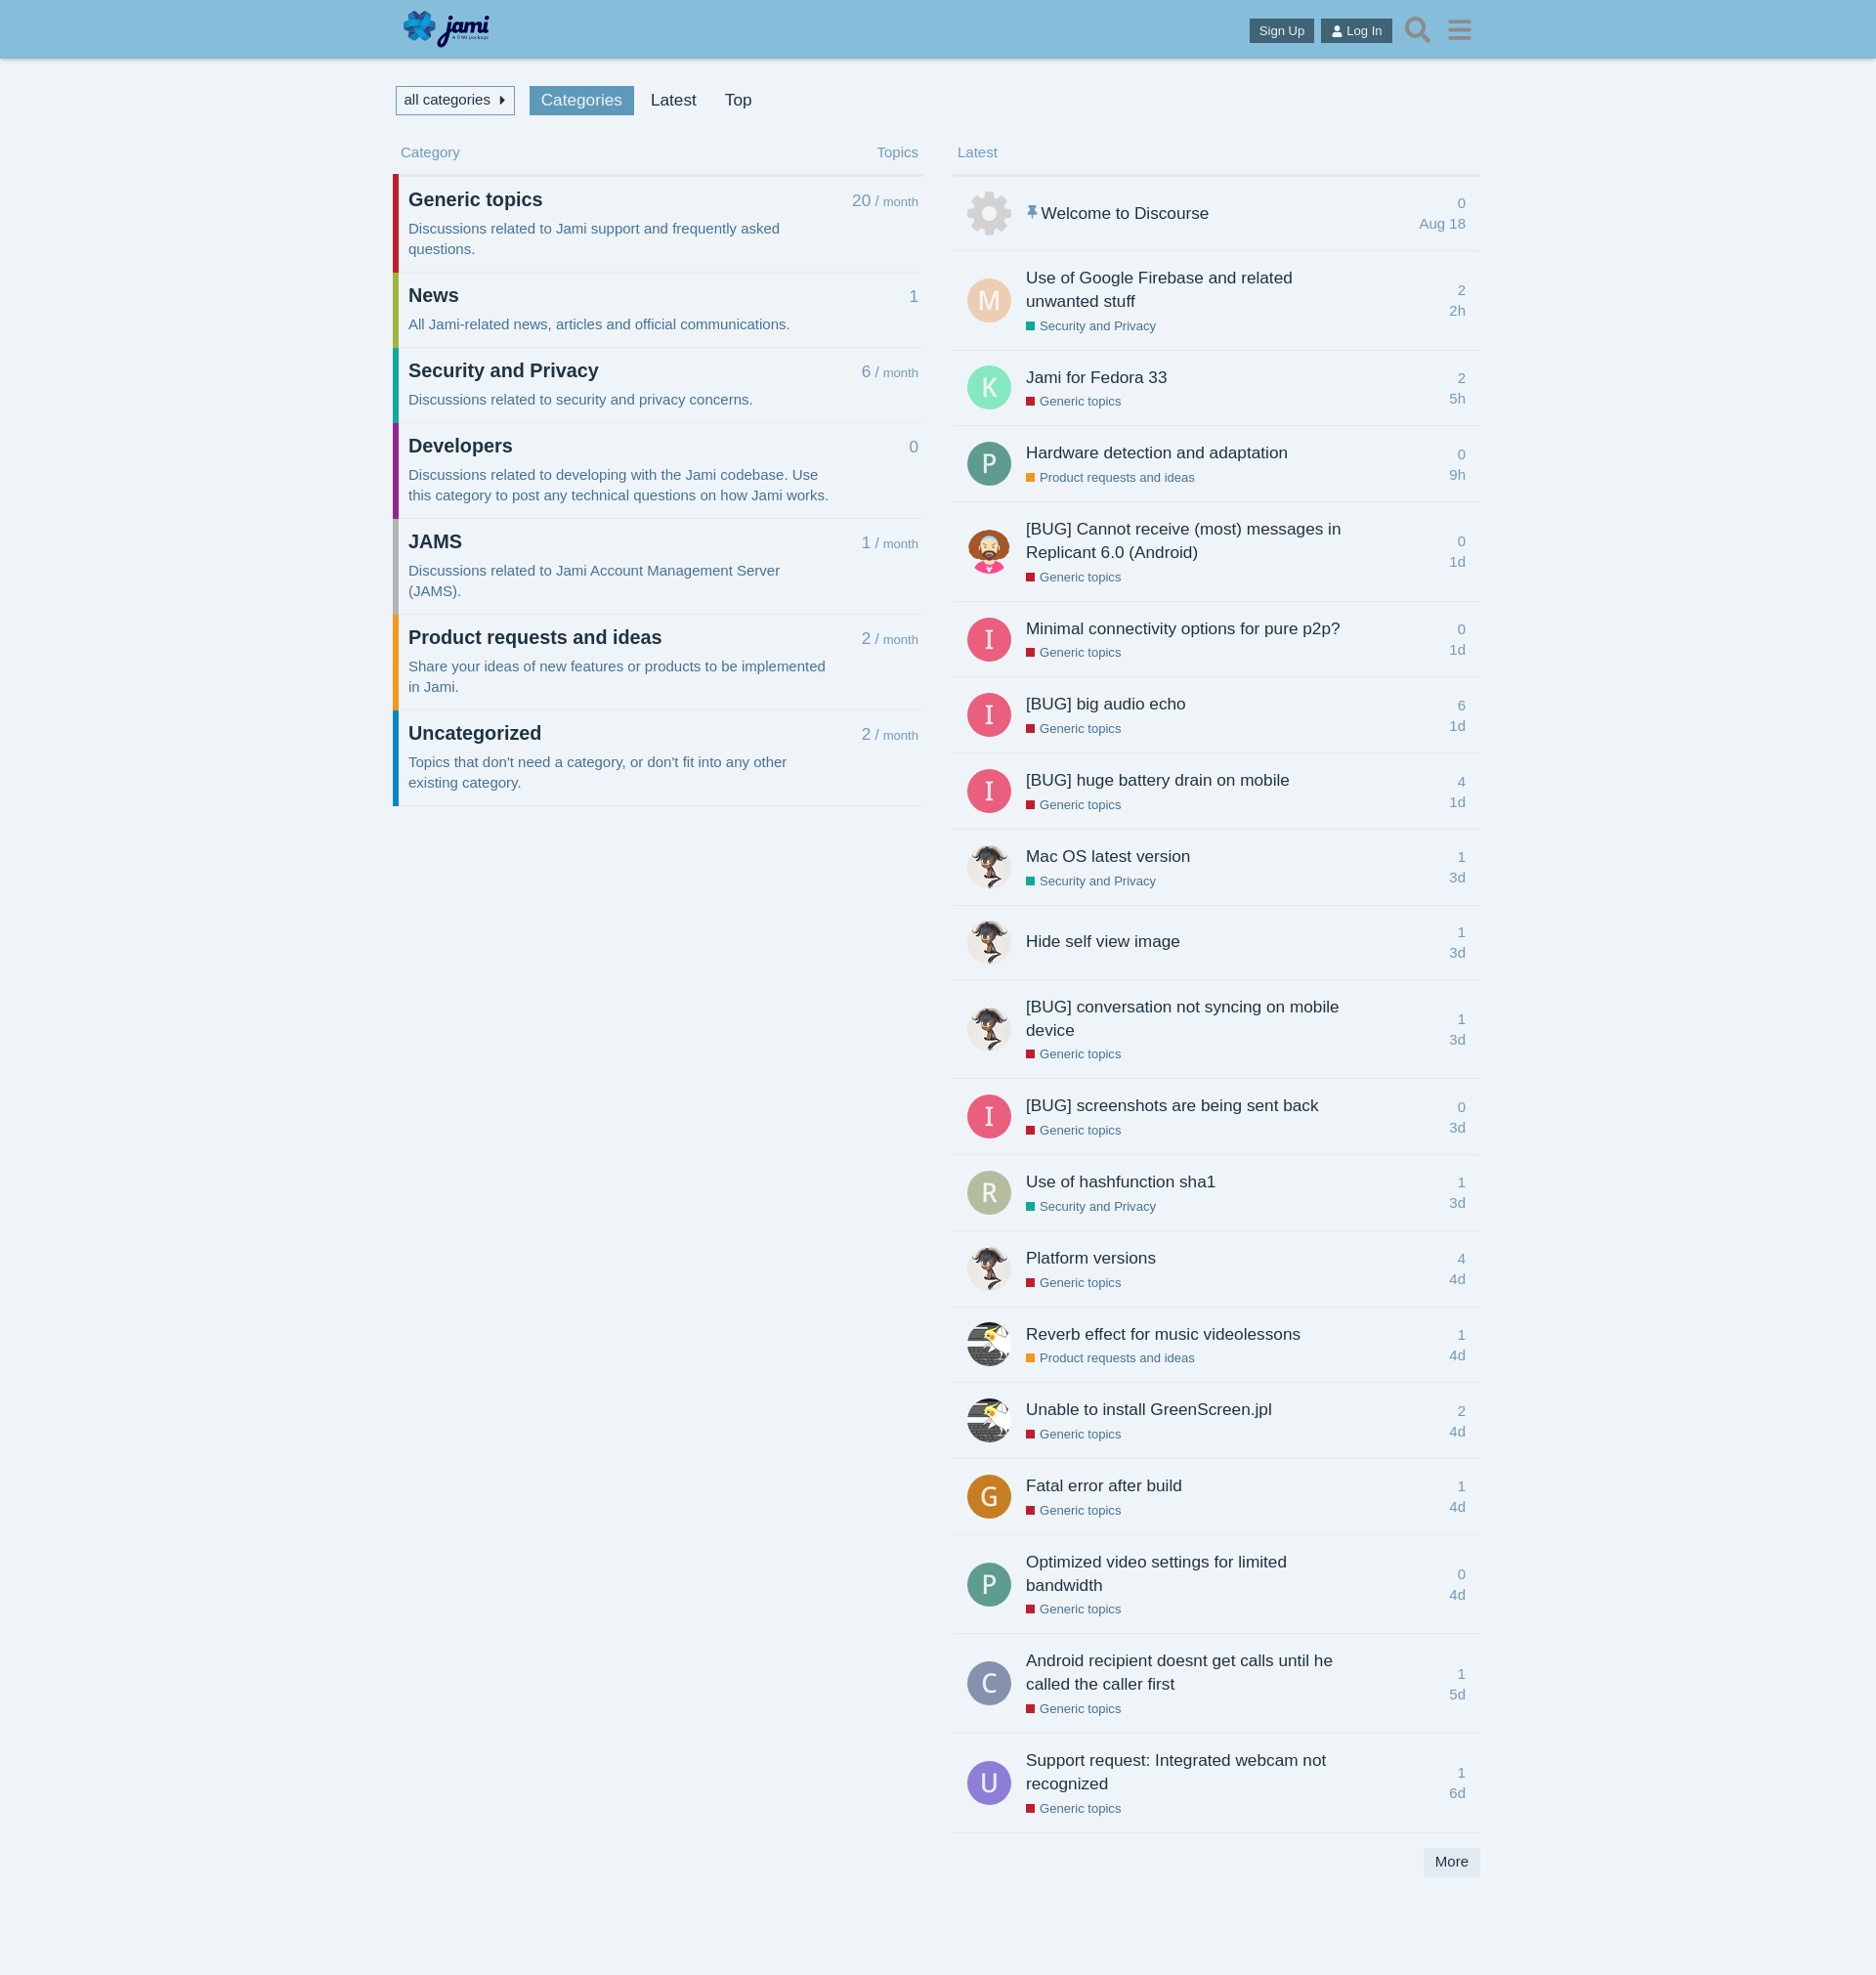 jami
A GNU package
Sign Up
Log In
all categories
Categories
Latest
Top
Category
Topics
Generic topics
20 / month
Discussions related to Jami support and frequently asked
questions.
News
1
All Jami-related news, articles and official communications.
Security and Privacy
6 / month
Discussions related to security and privacy concerns.
Developers
0
Discussions related to developing with the Jami codebase. Use
this category to post any technical questions on how Jami works.
JAMS
1 / month
Discussions related to Jami Account Management Server
(JAMS).
Product requests and ideas
2 / month
Share your ideas of new features or products to be implemented
in Jami.
Uncategorized
2 / month
Topics that don't need a category, or don't fit into any other
existing category.
Latest
Welcome to Discourse
0
Aug 18
M
Use of Google Firebase and related
unwanted stuff
Security and Privacy
2
2h
K
Jami for Fedora 33
Generic topics
2
5h
P
Hardware detection and adaptation
Product requests and ideas
0
9h
[BUG] Cannot receive (most) messages in
Replicant 6.0 (Android)
Generic topics
0
1d
I
Minimal connectivity options for pure p2p?
Generic topics
0
1d
I
[BUG] big audio echo
Generic topics
6
1d
I
[BUG] huge battery drain on mobile
Generic topics
4
1d
Mac OS latest version
Security and Privacy
1
3d
Hide self view image
1
3d
[BUG] conversation not syncing on mobile
device
Generic topics
1
3d
I
[BUG] screenshots are being sent back
Generic topics
0
3d
R
Use of hashfunction sha1
Security and Privacy
1
3d
Platform versions
Generic topics
4
4d
Reverb effect for music videolessons
Product requests and ideas
1
4d
Unable to install GreenScreen.jpl
Generic topics
2
4d
G
Fatal error after build
Generic topics
1
4d
P
Optimized video settings for limited
bandwidth
Generic topics
0
4d
C
Android recipient doesnt get calls until he
called the caller first
Generic topics
1
5d
U
Support request: Integrated webcam not
recognized
Generic topics
1
6d
More